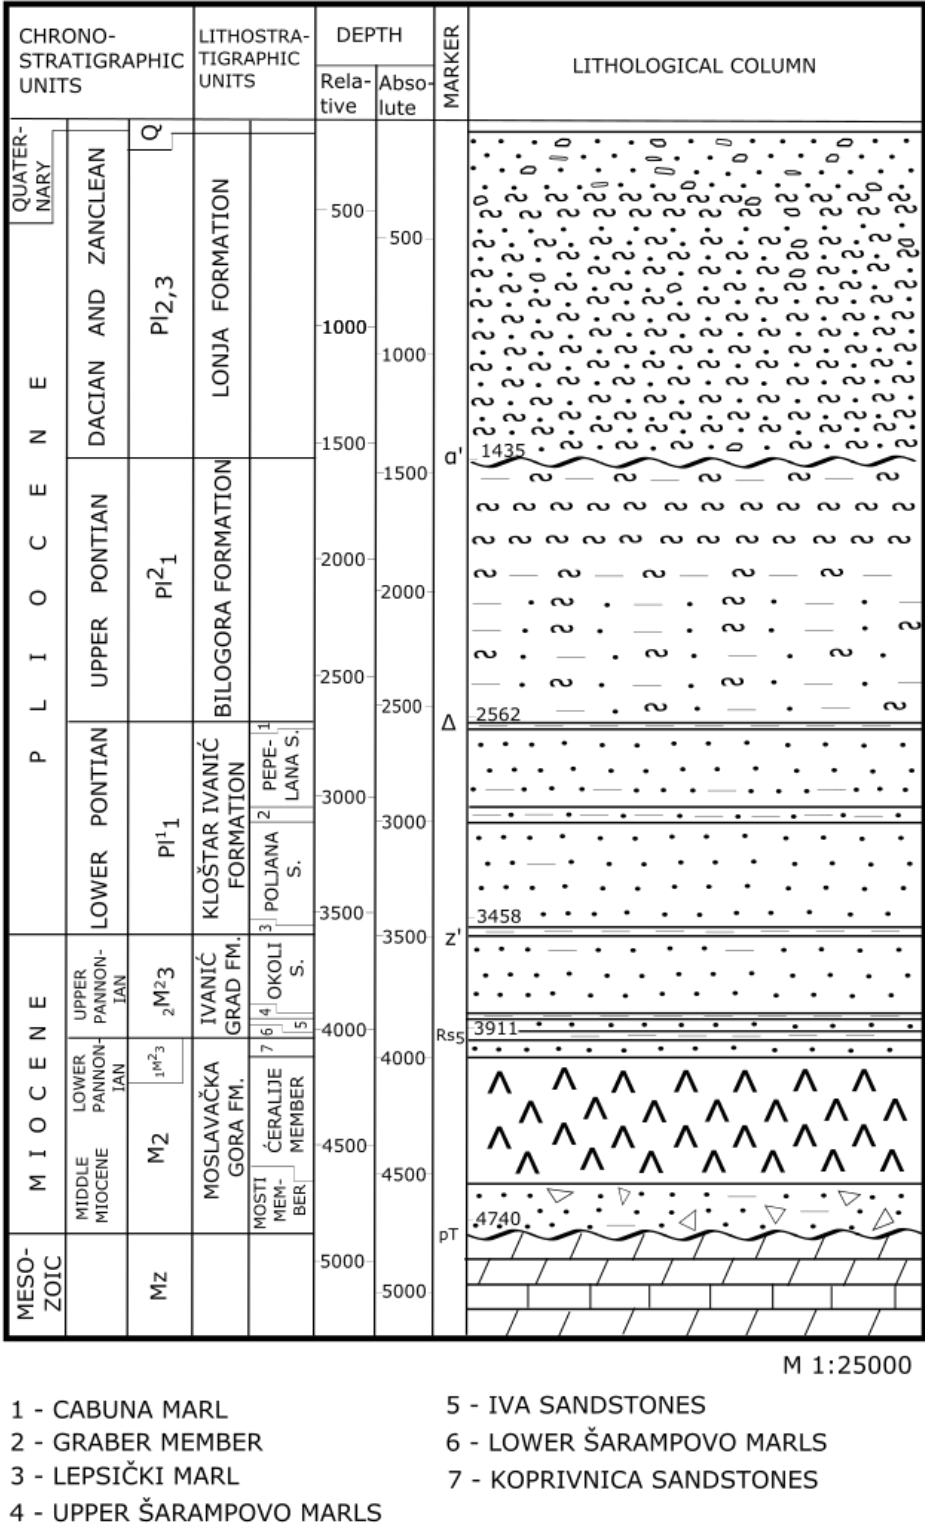 CHRONO-
STRATIGRAPHIC
UNITS
LITHOSTRA-
TIGRAPHIC
UNITS
DEPTH
Rela-
tive
Abso-
lute
MARKER
LITHOLOGICAL COLUMN
QUATER-
NARY
PLIOCENE
MIOCENE
MESO-
ZOIC
DACIAN AND ZANCLEAN
UPPER PONTIAN
LOWER PONTIAN
UPPER
PANNON-
IAN
LOWER
PANNON-
IAN
MIDDLE
MIOCENE
Q
Pl2,3
Pl²1
Pl¹1
₂M²3
₁M²3
M2
Mz
LONJA FORMATION
BILOGORA FORMATION
KLOŠTAR IVANIĆ
FORMATION
IVANIĆ
GRAD FM.
MOSLAVAČKA
GORA FM.
1
PEPE-
LANA S.
2
POLJANA
S.
3
OKOLI
S.
4
5
6
7
ĆERALIJE
MEMBER
MOSTI
MEM-
BER
500
1000
1500
2000
2500
3000
3500
4000
4500
5000
500
1000
1500
2000
2500
3000
3500
4000
4500
5000
α'
Δ
z'
Rs5
pT
1435
2562
3458
3911
4740
M 1:25000
1 - CABUNA MARL
2 - GRABER MEMBER
3 - LEPSIČKI MARL
4 - UPPER ŠARAMPOVO MARLS
5 - IVA SANDSTONES
6 - LOWER ŠARAMPOVO MARLS
7 - KOPRIVNICA SANDSTONES